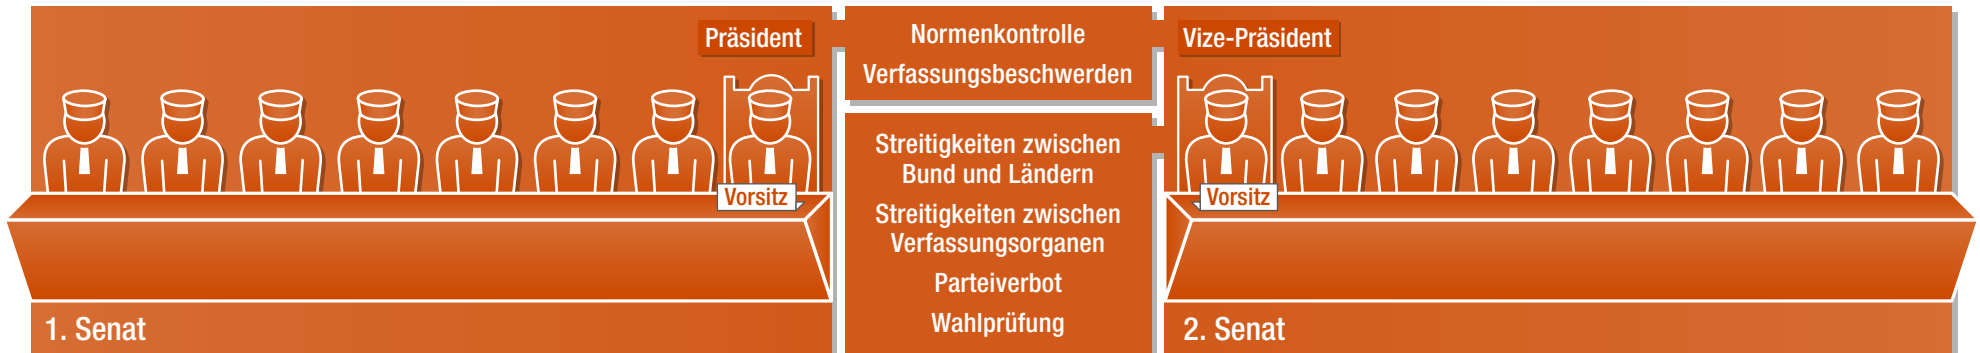 Präsident
Vorsitz
1. Senat
Normenkontrolle
Verfassungsbeschwerden
Streitigkeiten zwischen
Bund und Ländern
Streitigkeiten zwischen
Verfassungsorganen
Parteiverbot
Wahlprüfung
Vize-Präsident
Vorsitz
2. Senat